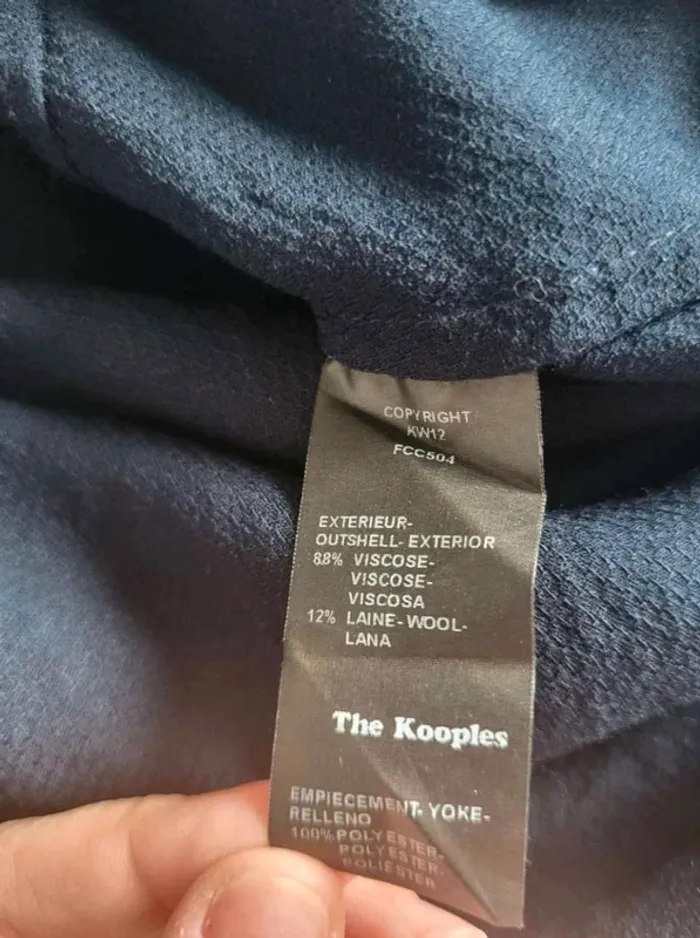 COPYRIGHT
KW12
FCC504
EXTERIEUR-
OUTSHELL- EXTERIOR
88% VISCOSE-
VISCOSE-
VISCOSA
12% LAINE-WOOL-
LANA
The Kooples
EMPIECEMENT- YOKE-
RELLENO
100%POLYESTER-
POLYESTER-
POLIESTER